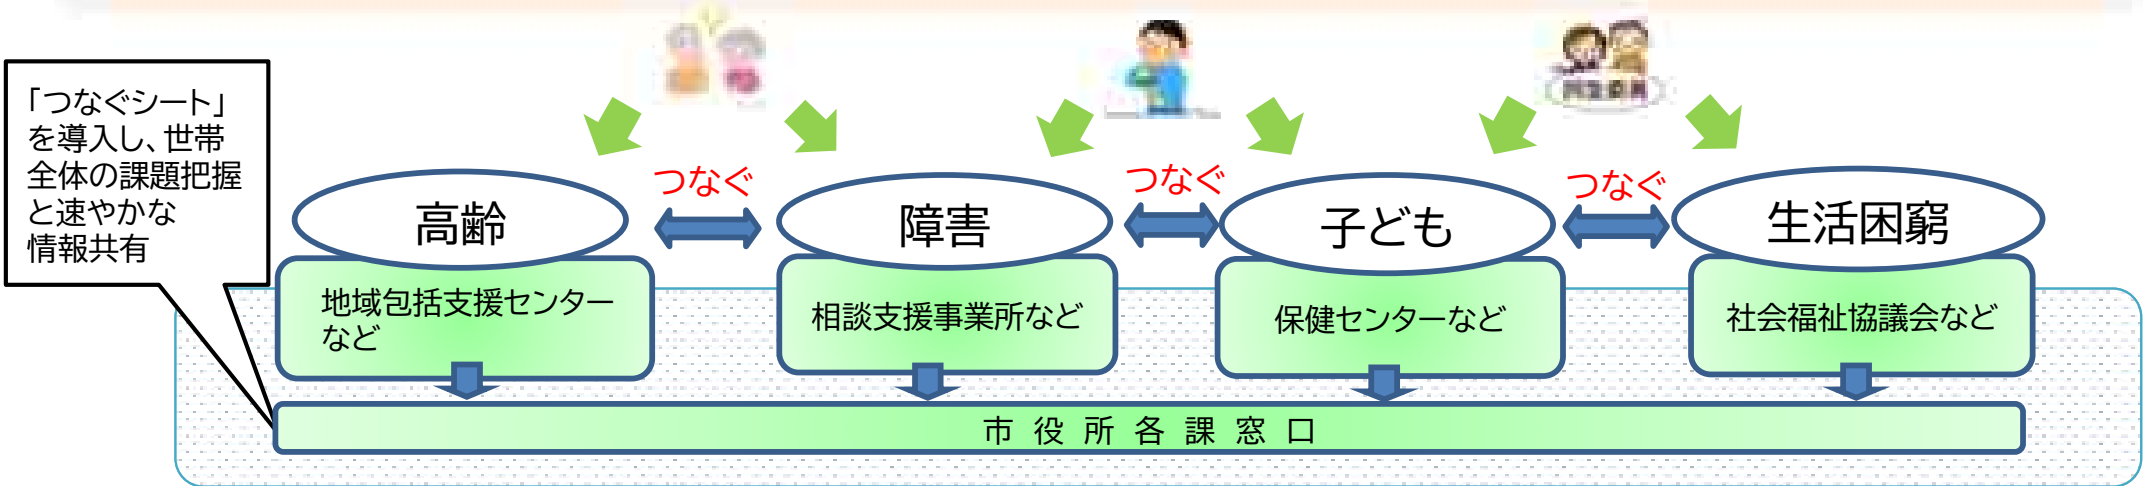 「つなぐシート」
を導入し、世帯
全体の課題把握
と速やかな
情報共有
つなぐ
つなぐ
つなぐ
高齢
障害
子ども
生活困窮
地域包括支援センター
など
相談支援事業所など
保健センターなど
社会福祉協議会など
市役所各課窓口